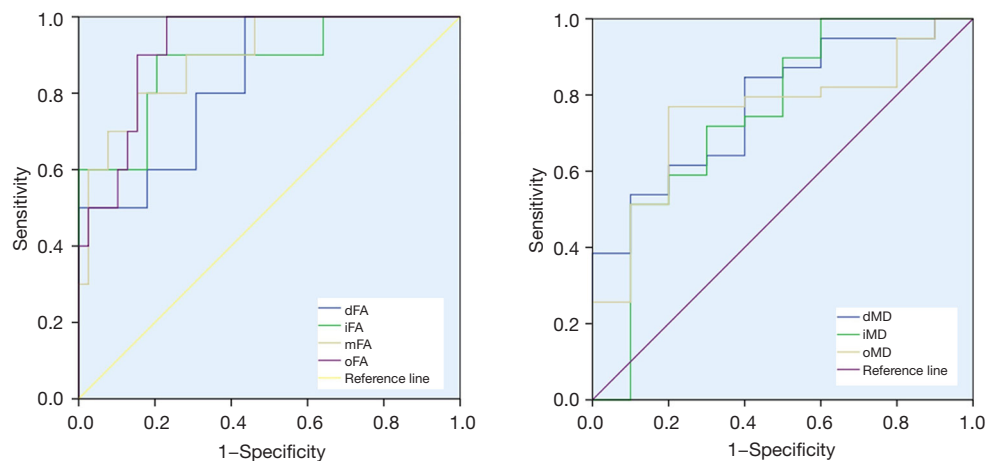 1.0
0.8
0.6
0.4
0.2
0.0
Sensitivity
dFA
iFA
mFA
oFA
Reference line
0.0 0.2 0.4 0.6 0.8 1.0
1–Specificity
1.0
0.8
0.6
0.4
0.2
0.0
Sensitivity
dMD
iMD
oMD
Reference line
0.0 0.2 0.4 0.6 0.8 1.0
1–Specificity